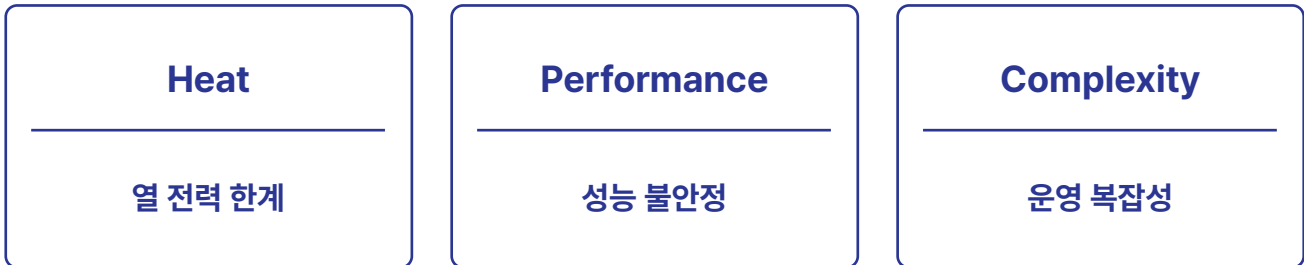 Heat
열 전력 한계
Performance
성능 불안정
Complexity
운영 복잡성